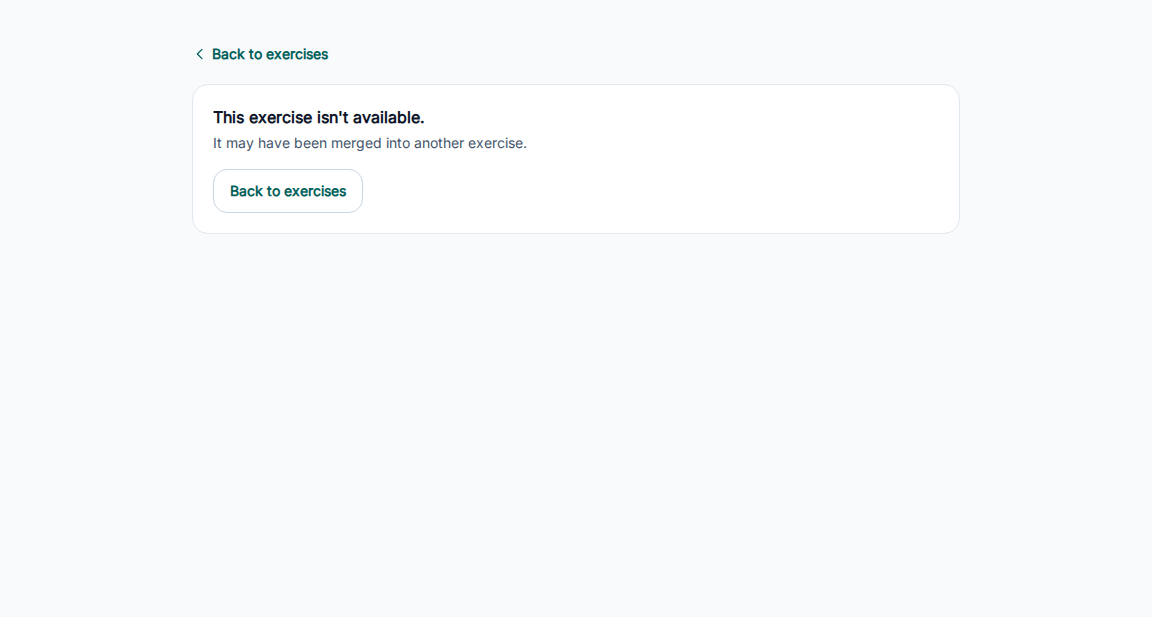 Back to exercises
This exercise isn't available.
It may have been merged into another exercise.
Back to exercises